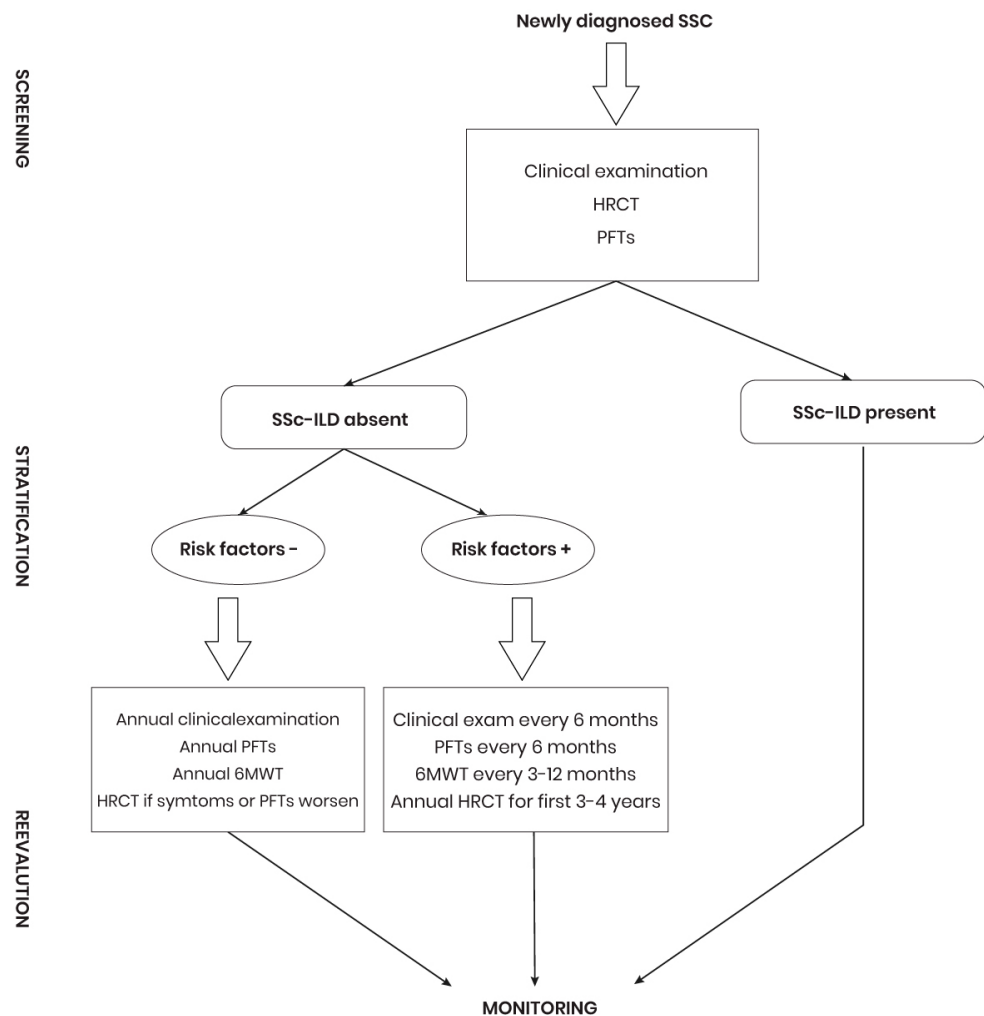 Newly diagnosed SSC
SCREENING
Clinical examination
HRCT
PFTs
SSc-ILD absent
SSc-ILD present
STRATIFICATION
Risk factors -
Risk factors +
Annual clinicalexamination
Annual PFTs
Annual 6MWT
HRCT if symtoms or PFTs worsen
Clinical exam every 6 months
PFTs every 6 months
6MWT every 3-12 months
Annual HRCT for first 3-4 years
REEVALUTION
MONITORING